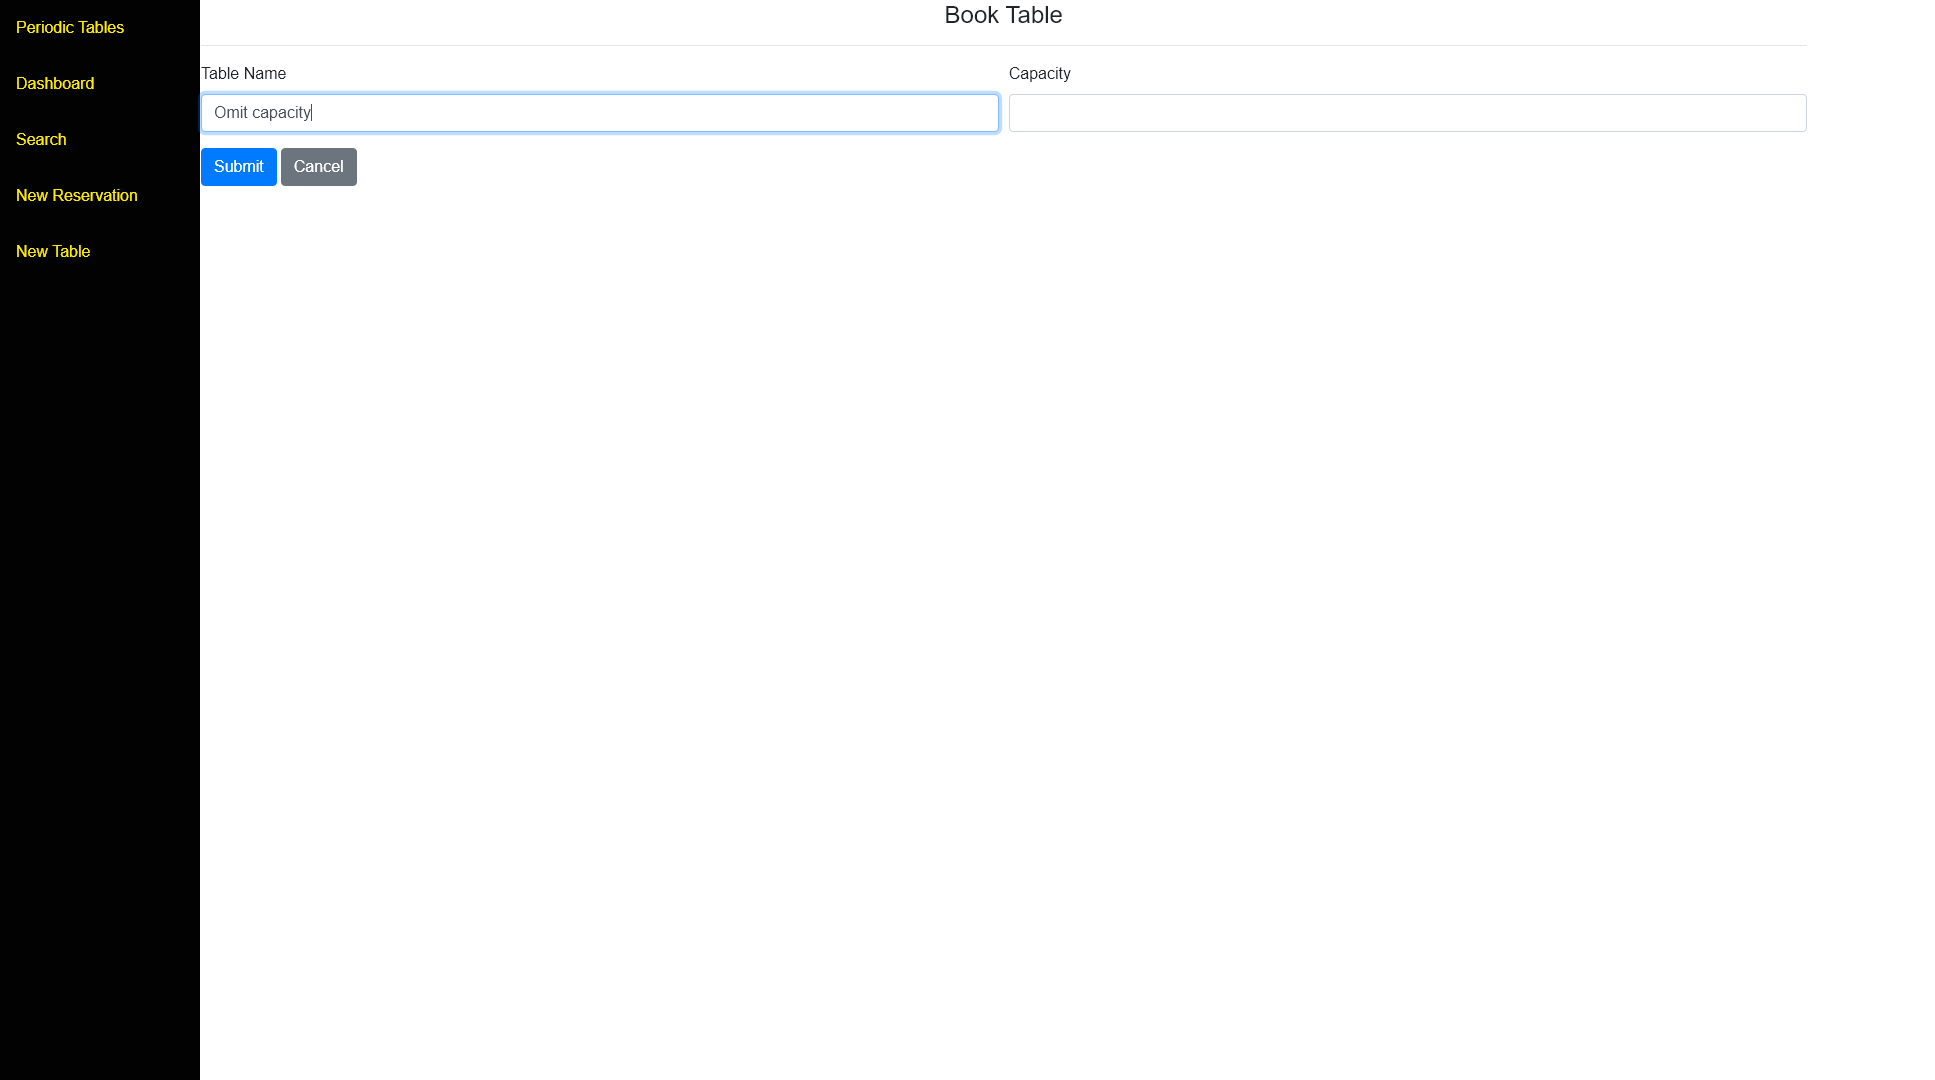 Periodic Tables
Dashboard
Search
New Reservation
New Table
Book Table
Table Name
Capacity
Omit capacity
Submit
Cancel